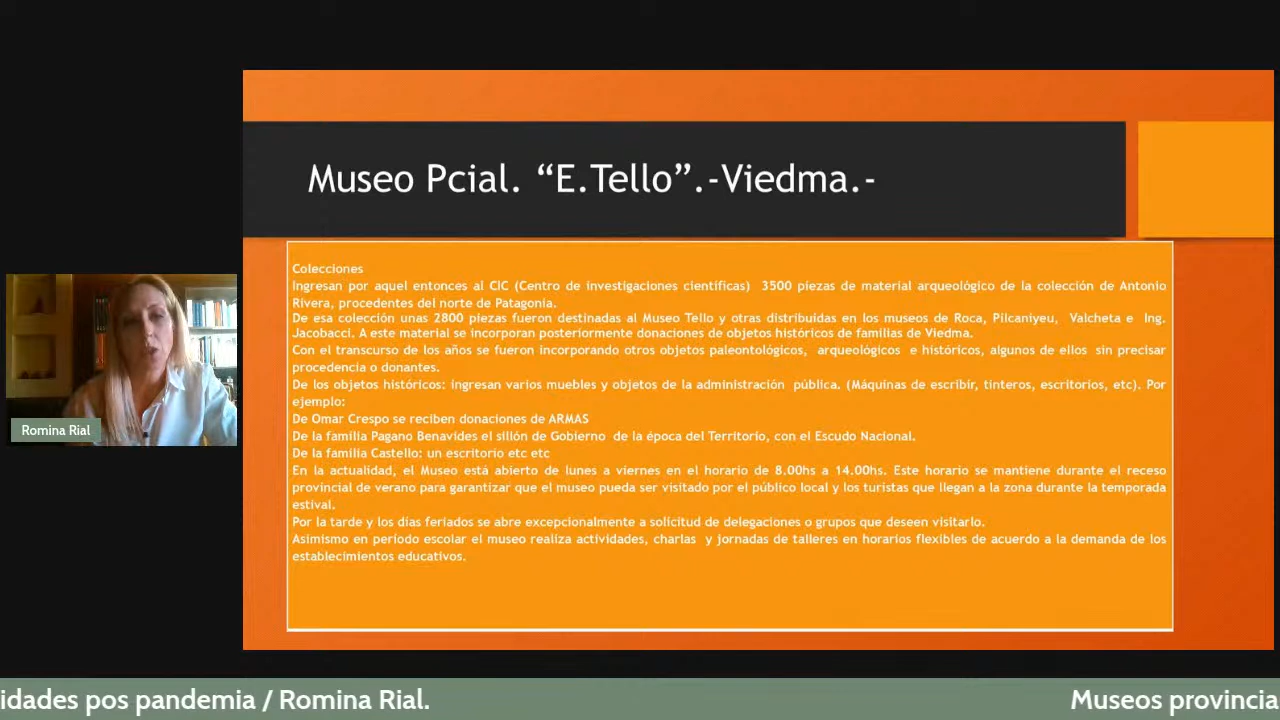 Museo Pcial. “E.Tello”.-Viedma.-
Colecciones
Ingresan por aquel entonces al CIC (Centro de investigaciones científicas) 3500 piezas de material arqueológico de la colección de Antonio
Rivera, procedentes del norte de Patagonia.
De esa colección unas 2800 piezas fueron destinadas al Museo Tello y otras distribuidas en los museos de Roca, Pilcaniyeu, Valcheta e Ing.
Jacobacci. A este material se incorporan posteriormente donaciones de objetos históricos de familias de Viedma.
Con el transcurso de los años se fueron incorporando otros objetos paleontológicos, arqueológicos e históricos, algunos de ellos sin precisar
procedencia o donantes.
De los objetos históricos: ingresan varios muebles y objetos de la administración pública. (Máquinas de escribir, tinteros, escritorios, etc). Por
ejemplo:
De Omar Crespo se reciben donaciones de ARMAS
De la familia Pagano Benavides el sillón de Gobierno de la época del Territorio, con el Escudo Nacional.
De la familia Castello: un escritorio etc etc
En la actualidad, el Museo está abierto de lunes a viernes en el horario de 8.00hs a 14.00hs. Este horario se mantiene durante el receso
provincial de verano para garantizar que el museo pueda ser visitado por el público local y los turistas que llegan a la zona durante la temporada
estival.
Por la tarde y los días feriados se abre excepcionalmente a solicitud de delegaciones o grupos que deseen visitarlo.
Asimismo en período escolar el museo realiza actividades, charlas y jornadas de talleres en horarios flexibles de acuerdo a la demanda de los
establecimientos educativos.
Romina Rial
idades pos pandemia / Romina Rial.
Museos provincia